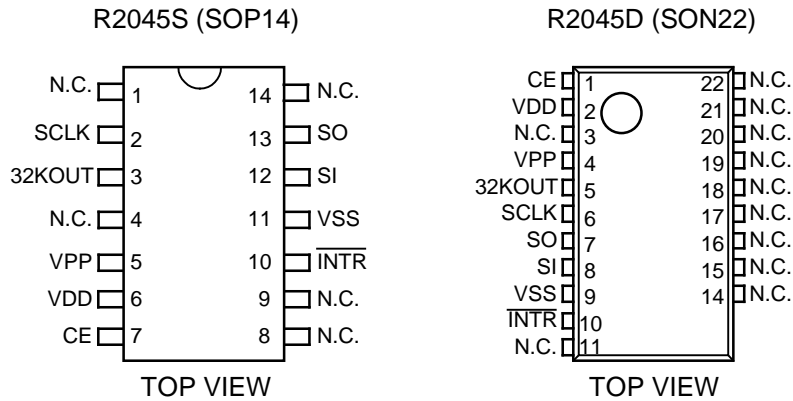 R2045S (SOP14)
N.C. 1 14 N.C.
SCLK 2 13 SO
32KOUT 3 12 SI
N.C. 4 11 VSS
VPP 5 10 INTR
VDD 6 9 N.C.
CE 7 8 N.C.
TOP VIEW
R2045D (SON22)
CE 1 22 N.C.
VDD 2 21 N.C.
N.C. 3 20 N.C.
VPP 4 19 N.C.
32KOUT 5 18 N.C.
SCLK 6 17 N.C.
SO 7 16 N.C.
SI 8 15 N.C.
VSS 9 14 N.C.
INTR 10
N.C. 11
TOP VIEW